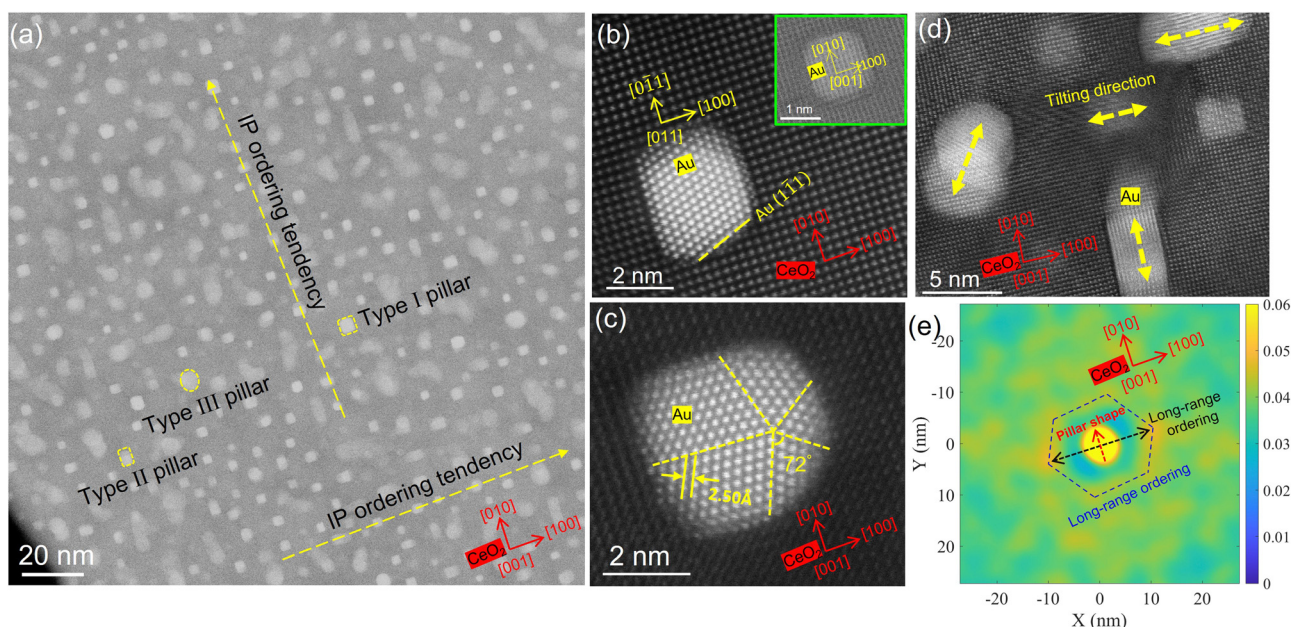 (a)
IP ordering tendency
Type I pillar
Type III pillar
Type II pillar
IP ordering tendency
[010]
[100]
CeO₂
[001]
20 nm
(b)
[01̄1]
[100]
[011]
Au
Au (11̄1)
[010]
[100]
CeO₂
2 nm
[010]
Au
[100]
[001]
1 nm
(c)
Au
72°
2.50Å
[010]
[100]
CeO₂
[001]
2 nm
(d)
Tilting direction
Au
[010]
[100]
CeO₂
[001]
5 nm
(e)
[010]
[100]
CeO₂
[001]
Pillar shape
Long-range
ordering
Long-range ordering
Y (nm)
-20
-10
0
10
20
-20
-10
0
10
20
X (nm)
0.06
0.05
0.04
0.03
0.02
0.01
0